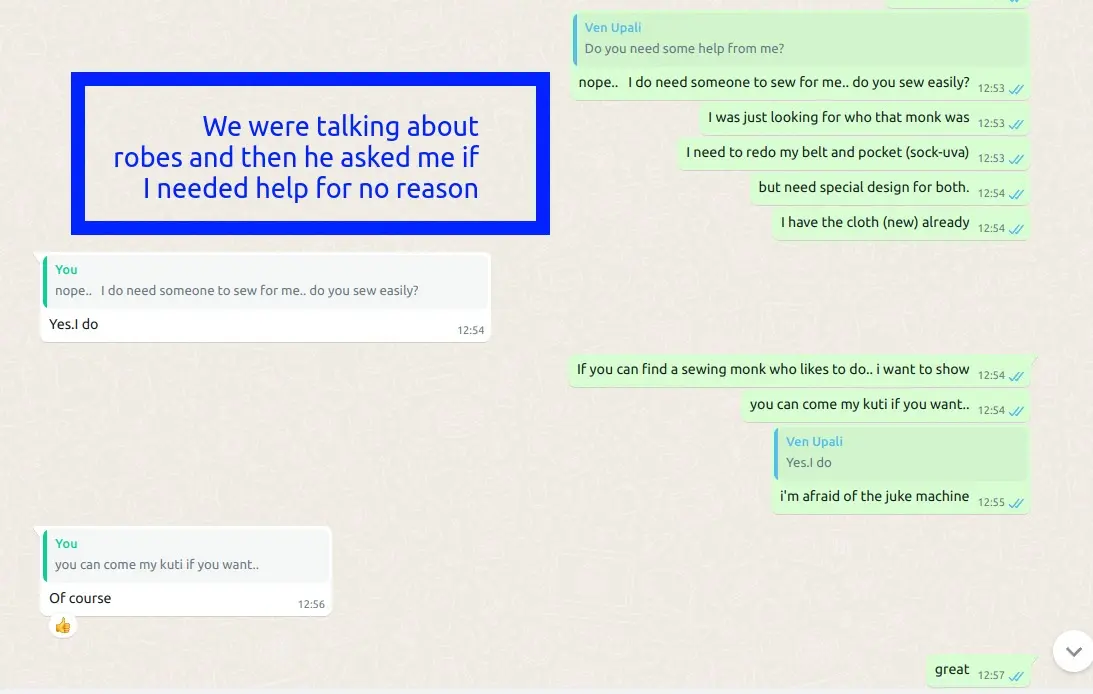 Ven Upali
Do you need some help from me?
nope.. I do need someone to sew for me.. do you sew easily? 12:53
We were talking about
robes and then he asked me if
I needed help for no reason
I was just looking for who that monk was 12:53
I need to redo my belt and pocket (sock-uva) 12:53
but need special design for both. 12:54
I have the cloth (new) already 12:54
You
nope.. I do need someone to sew for me.. do you sew easily?
Yes.I do 12:54
If you can find a sewing monk who likes to do.. i want to show 12:54
you can come my kuti if you want.. 12:54
Ven Upali
Yes.I do
i'm afraid of the juke machine 12:55
You
you can come my kuti if you want..
Of course 12:56
great 12:57